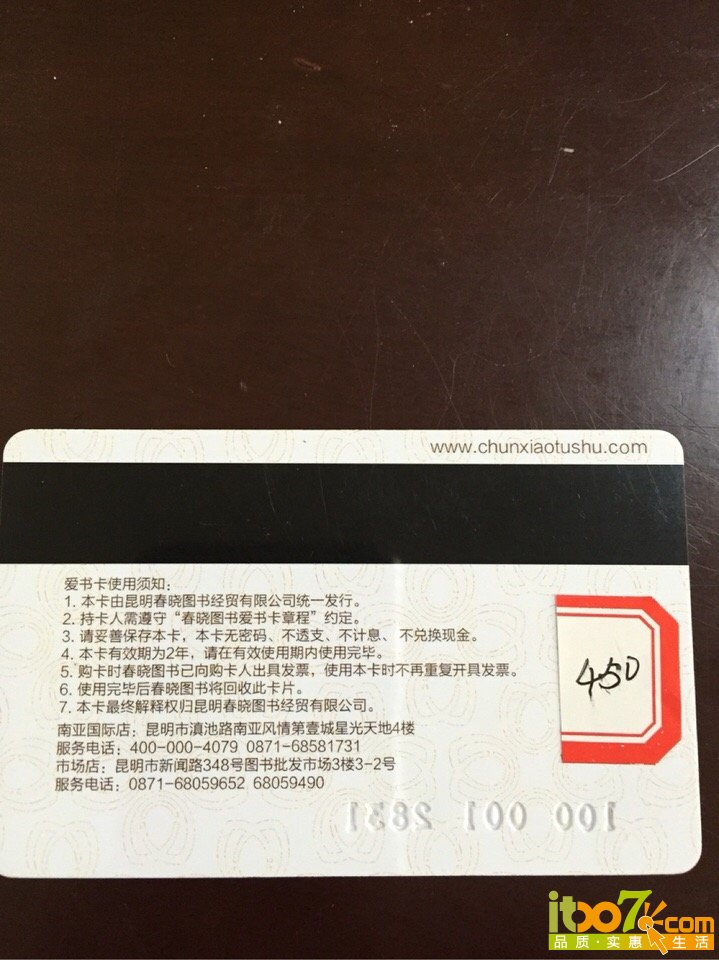 www.chunxiaotushu.com
爱书卡使用须知：
1. 本卡由昆明春晓图书经贸有限公司统一发行。
2. 持卡人需遵守“春晓图书爱书卡章程”约定。
3. 请妥善保存本卡，本卡无密码、不透支、不计息、不兑换现金。
4. 本卡有效期为2年，请在有效使用期内使用完毕。
5. 购卡时春晓图书已向购卡人出具发票，使用本卡时不再重复开具发票。
6. 使用完毕后春晓图书将回收此卡片。
7. 本卡最终解释权归昆明春晓图书经贸有限公司。
450
南亚国际店：昆明市滇池路南亚风情第壹城星光天地4楼
服务电话：400-000-4079 0871-68581731
市场店：昆明市新闻路348号图书批发市场3楼3-2号
服务电话：0871-68059652 68059490
100 001 2831
itbo7.com
品质·实惠 生活